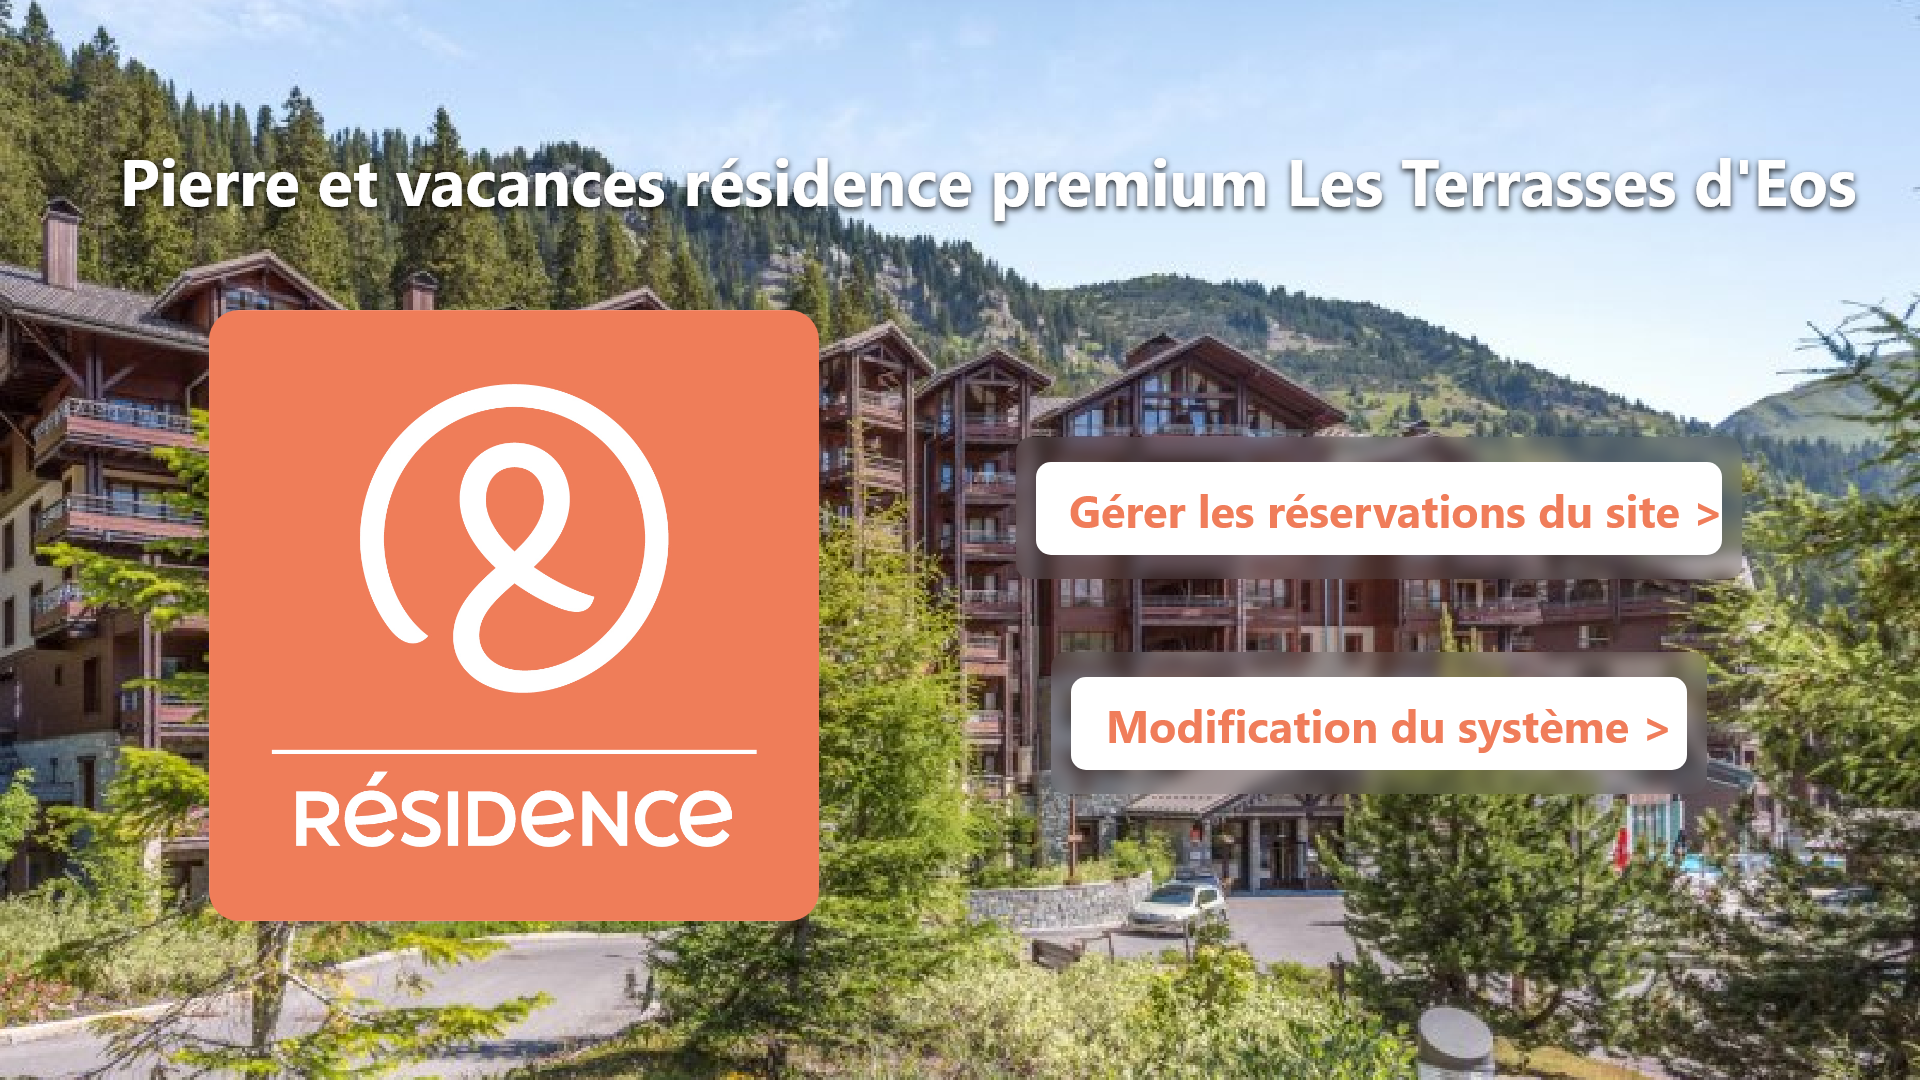 Pierre et vacances résidence premium Les Terrasses d'Eos
Gérer les réservations du site >
Modification du système >
RÉSIDENCE